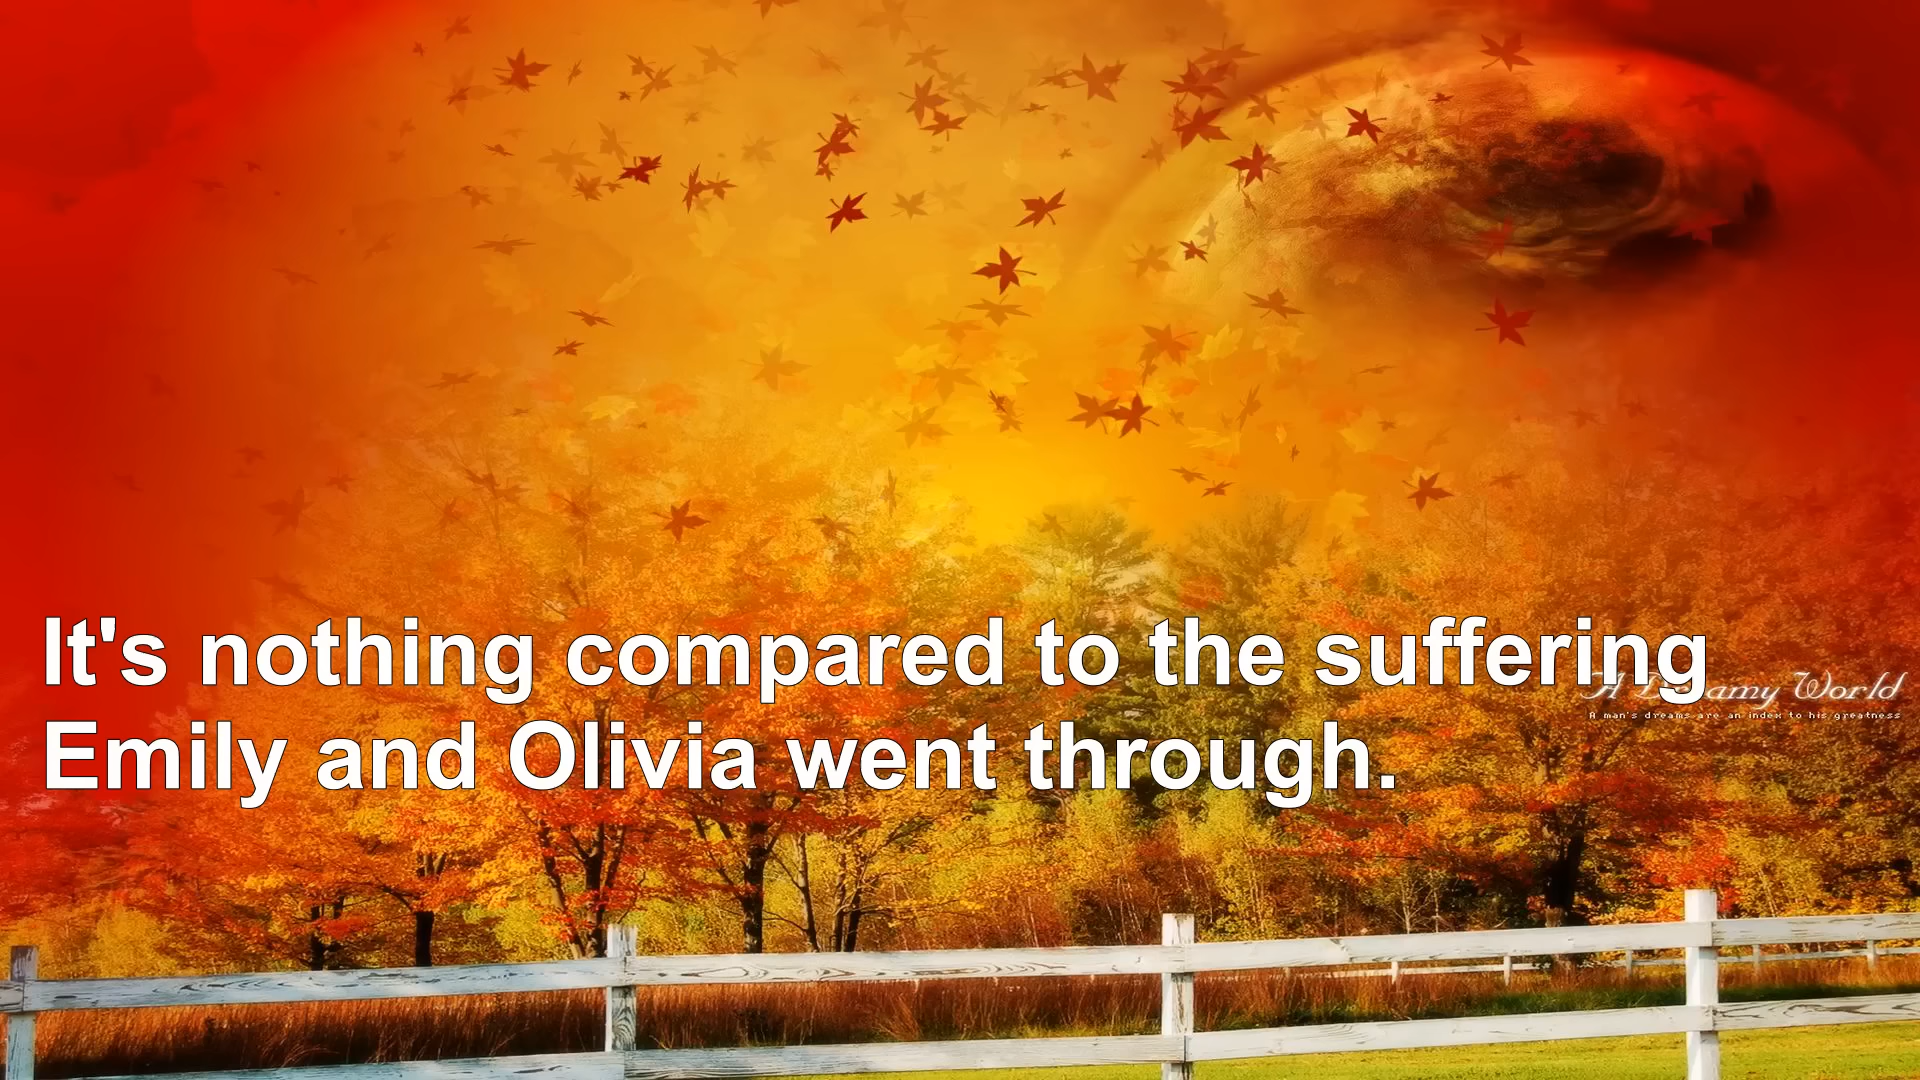 It's nothing compared to the suffering
Emily and Olivia went through.
World
A man's dreams are an index to his greatness